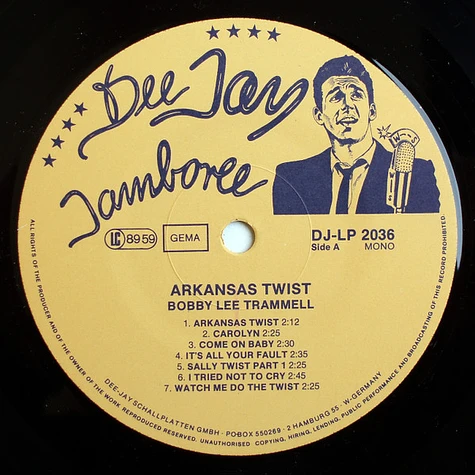 Dee Jay
Jamboree
LC 8959
GEMA
DJ-LP 2036
Side A MONO
ARKANSAS TWIST
BOBBY LEE TRAMMELL
1. ARKANSAS TWIST 2:12
2. CAROLYN 2:25
3. COME ON BABY 2:30
4. IT'S ALL YOUR FAULT 2:35
5. SALLY TWIST PART 1 2:25
6. I TRIED NOT TO CRY 2:45
7. WATCH ME DO THE TWIST 2:25
DEE-JAY-SCHALLPLATTEN GMBH · POBOX 550269 · 2 HAMBURG 55 · W-GERMANY
ALL RIGHTS OF THE PRODUCER AND OF THE OWNER OF THE WORK REPRODUCED RESERVED. UNAUTHORISED COPYING, HIRING, LENDING, PUBLIC PERFORMANCE AND BROADCASTING OF THIS RECORD PROHIBITED.